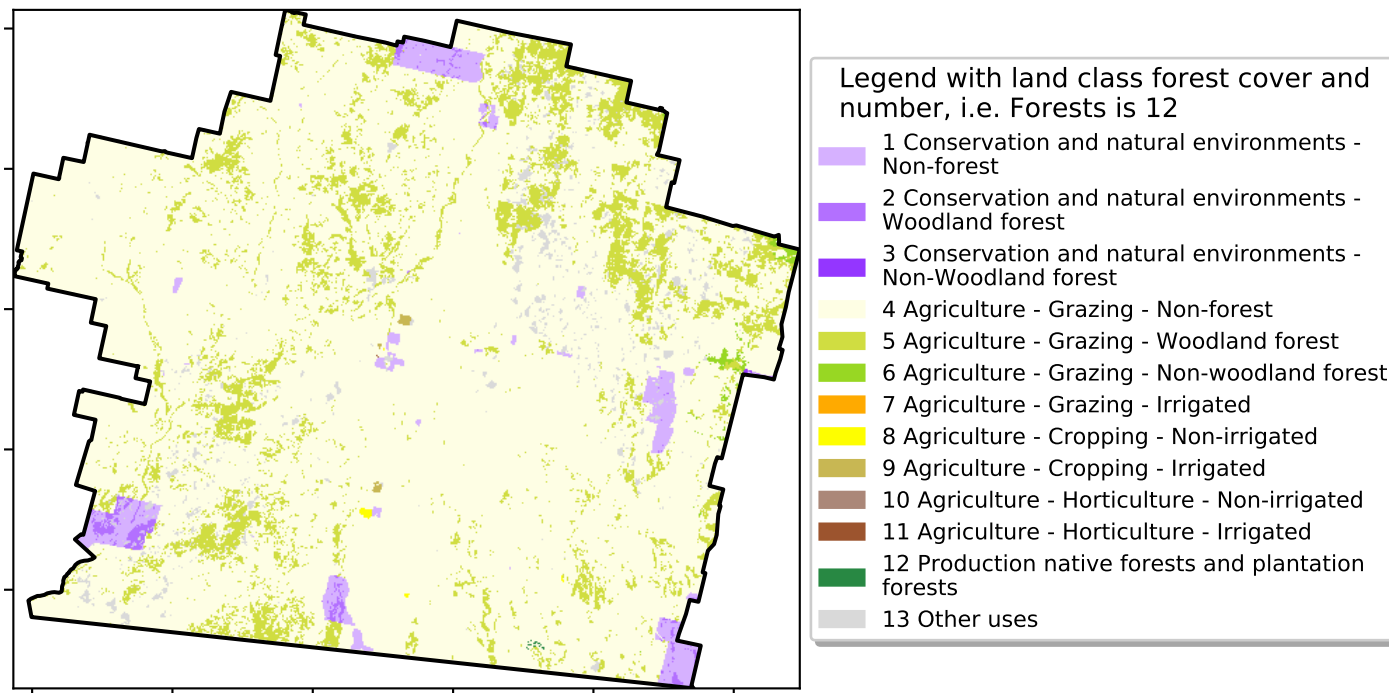 Legend with land class forest cover and
number, i.e. Forests is 12
1 Conservation and natural environments -
Non-forest
2 Conservation and natural environments -
Woodland forest
3 Conservation and natural environments -
Non-Woodland forest
4 Agriculture - Grazing - Non-forest
5 Agriculture - Grazing - Woodland forest
6 Agriculture - Grazing - Non-woodland forest
7 Agriculture - Grazing - Irrigated
8 Agriculture - Cropping - Non-irrigated
9 Agriculture - Cropping - Irrigated
10 Agriculture - Horticulture - Non-irrigated
11 Agriculture - Horticulture - Irrigated
12 Production native forests and plantation
forests
13 Other uses